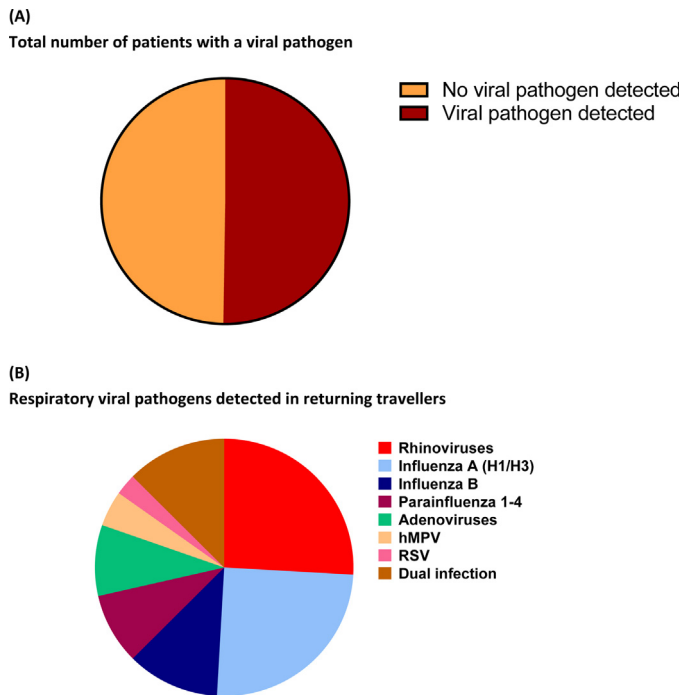 (A)
Total number of patients with a viral pathogen
No viral pathogen detected
Viral pathogen detected
(B)
Respiratory viral pathogens detected in returning travellers
Rhinoviruses
Influenza A (H1/H3)
Influenza B
Parainfluenza 1-4
Adenoviruses
hMPV
RSV
Dual infection